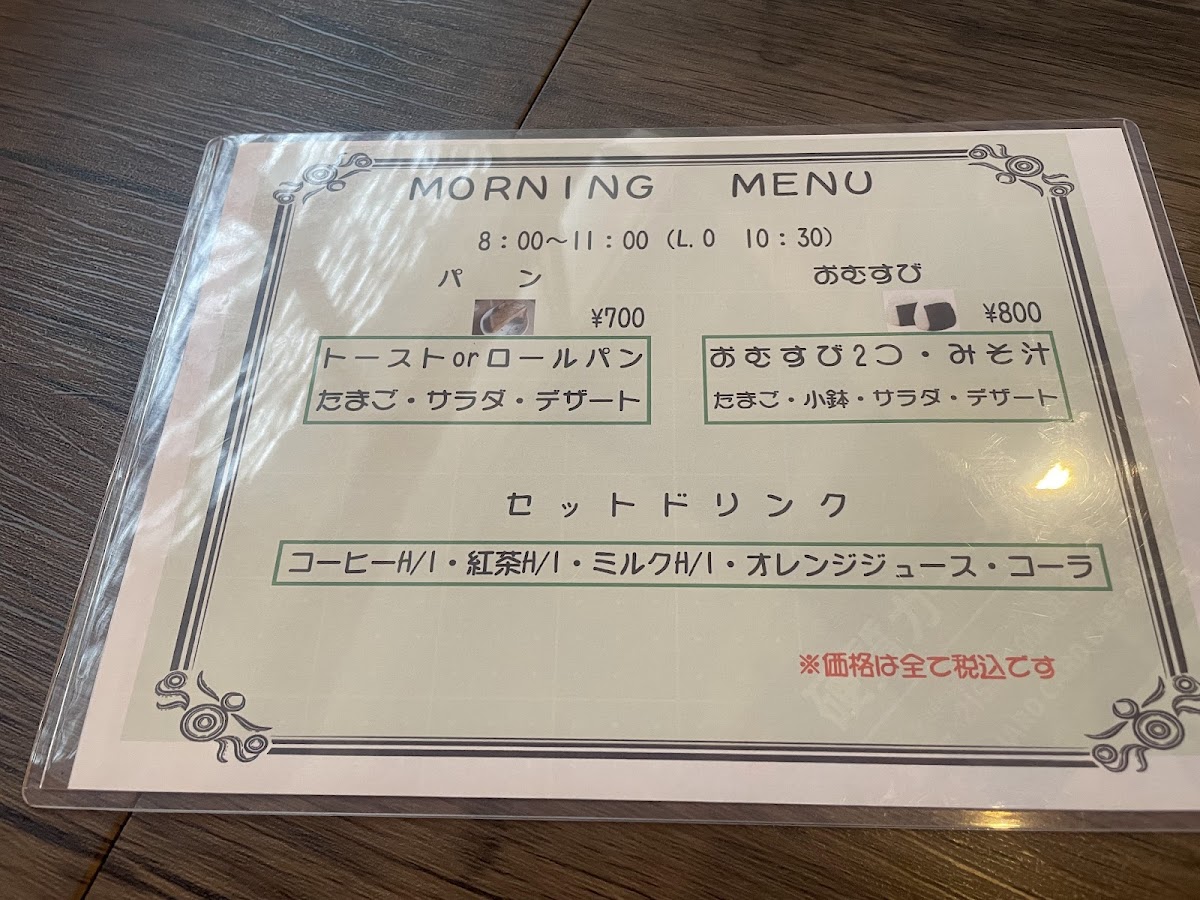 MORNING MENU
8:00～11:00 (L.O 10:30)
パン
¥700
トーストorロールパン
たまご・サラダ・デザート
おむすび
¥800
おむすび2つ・みそ汁
たまご・小鉢・サラダ・デザート
セットドリンク
コーヒーH/I・紅茶H/I・ミルクH/I・オレンジジュース・コーラ
※価格は全て税込です